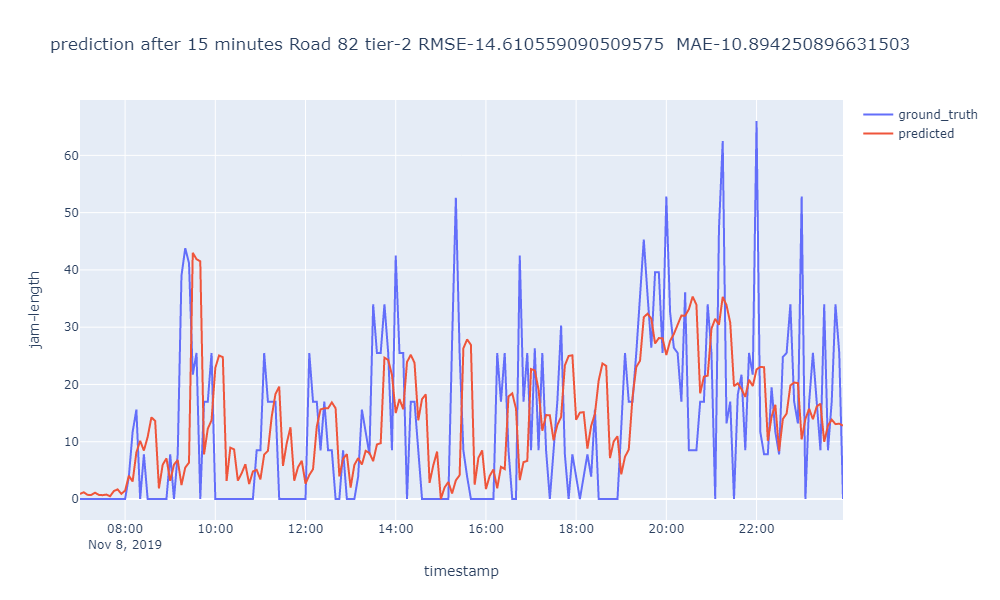 prediction after 15 minutes Road 82 tier-2 RMSE-14.610559090509575  MAE-10.894250896631503
ground_truth
predicted
60
50
40
30
20
10
0
jam-length
08:00 10:00 12:00 14:00 16:00 18:00 20:00 22:00
Nov 8, 2019
timestamp